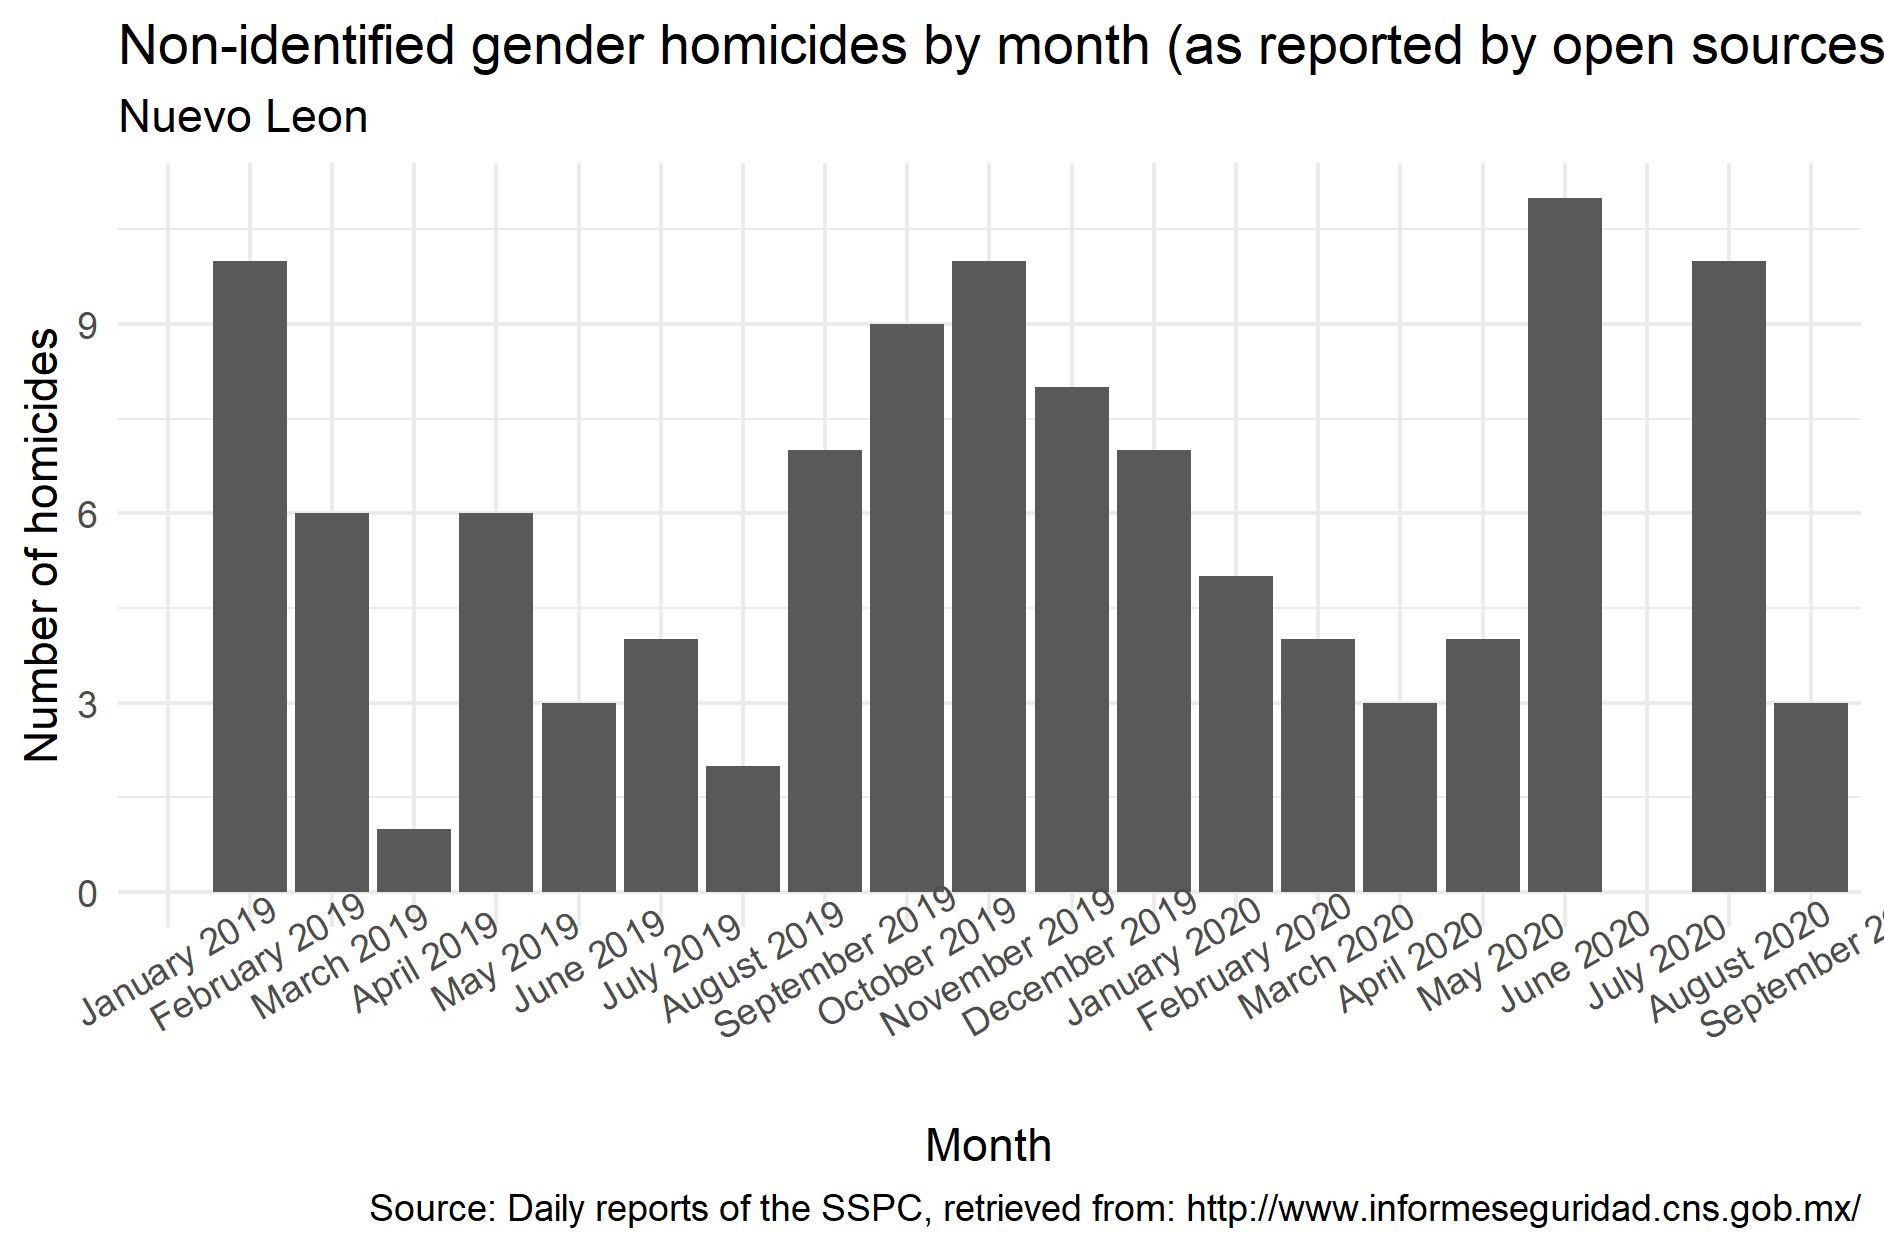 Non-identified gender homicides by month (as reported by open sources
Nuevo Leon
Number of homicides
9
6
3
0
January 2019
February 2019
March 2019
April 2019
May 2019
June 2019
July 2019
August 2019
September 2019
October 2019
November 2019
December 2019
January 2020
February 2020
March 2020
April 2020
May 2020
June 2020
July 2020
August 2020
September 2
Month
Source: Daily reports of the SSPC, retrieved from: http://www.informeseguridad.cns.gob.mx/